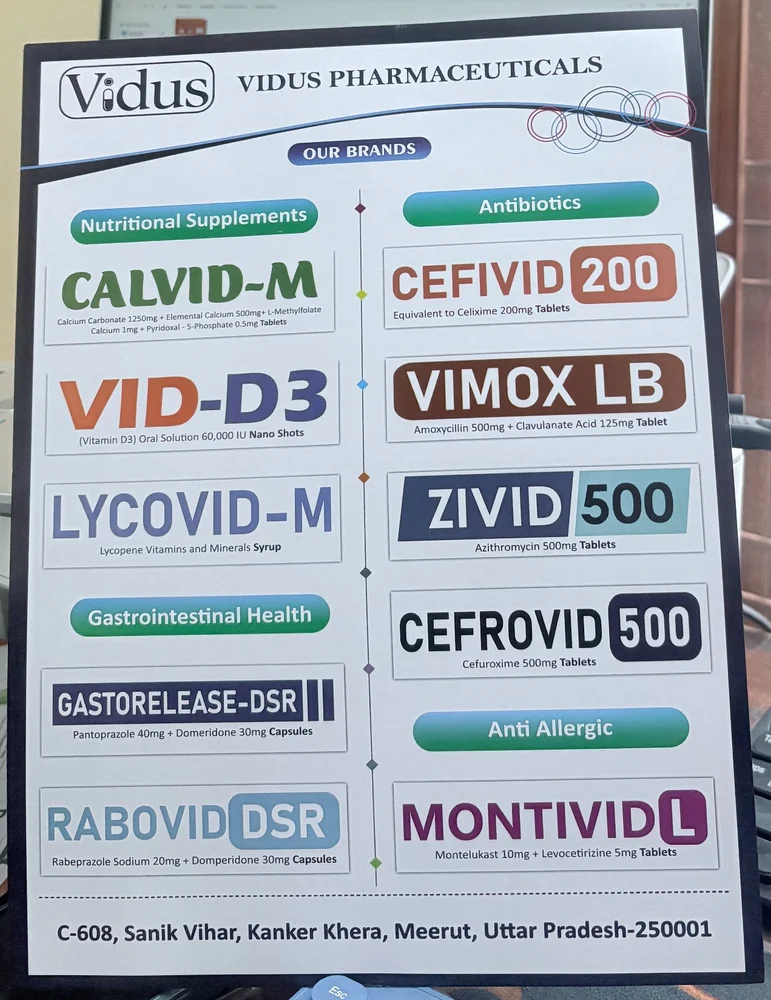 Vidus
VIDUS PHARMACEUTICALS
OUR BRANDS
Nutritional Supplements
CALVID-M
Calcium Carbonate 1250mg + Elemental Calcium 500mg+ L-Methylfolate
Calcium 1mg + Pyridoxal - 5-Phosphate 0.5mg Tablets
VID-D3
(Vitamin D3) Oral Solution 60,000 IU Nano Shots
LYCOVID-M
Lycopene Vitamins and Minerals Syrup
Gastrointestinal Health
GASTORELEASE-DSR
Pantoprazole 40mg + Domeridone 30mg Capsules
RABOVID DSR
Rabeprazole Sodium 20mg + Domperidone 30mg Capsules
Antibiotics
CEFIVID 200
Equivalent to Celixime 200mg Tablets
VIMOX LB
Amoxycillin 500mg + Clavulanate Acid 125mg Tablet
ZIVID 500
Azithromycin 500mg Tablets
CEFROVID 500
Cefuroxime 500mg Tablets
Anti Allergic
MONTIVID L
Montelukast 10mg + Levocetirizine 5mg Tablets
C-608, Sanik Vihar, Kanker Khera, Meerut, Uttar Pradesh-250001
Esc